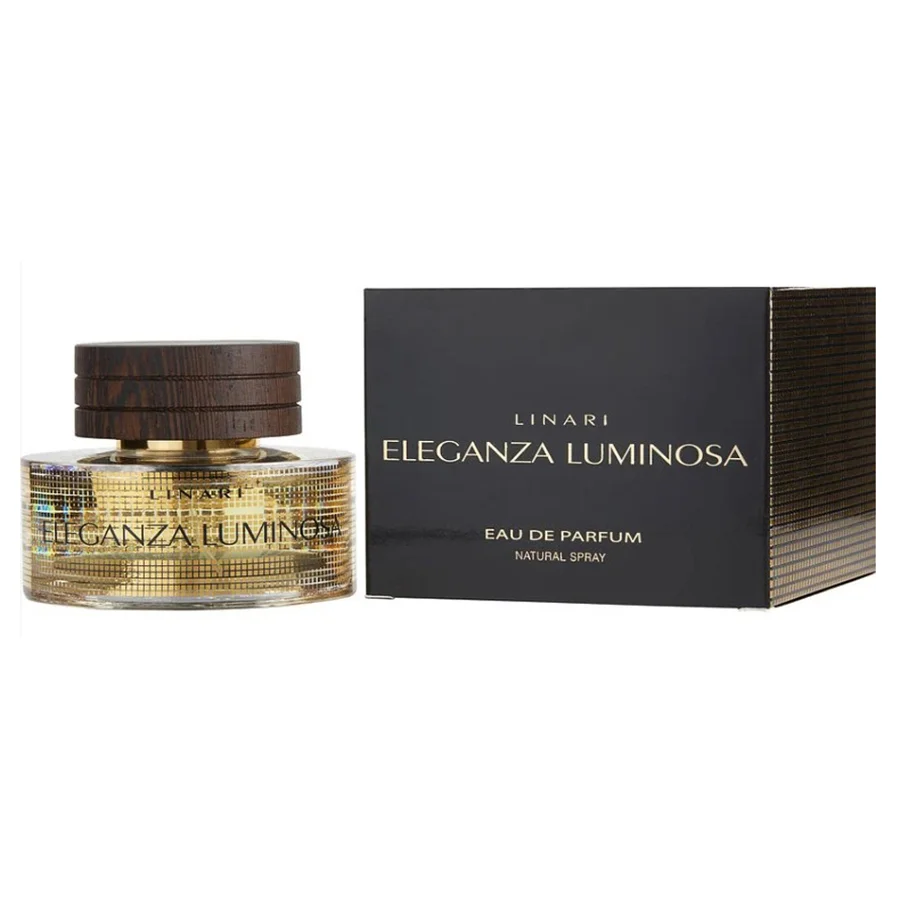 LINARI
ELEGANZA LUMINOSA
LINARI
ELEGANZA LUMINOSA
EAU DE PARFUM
NATURAL SPRAY